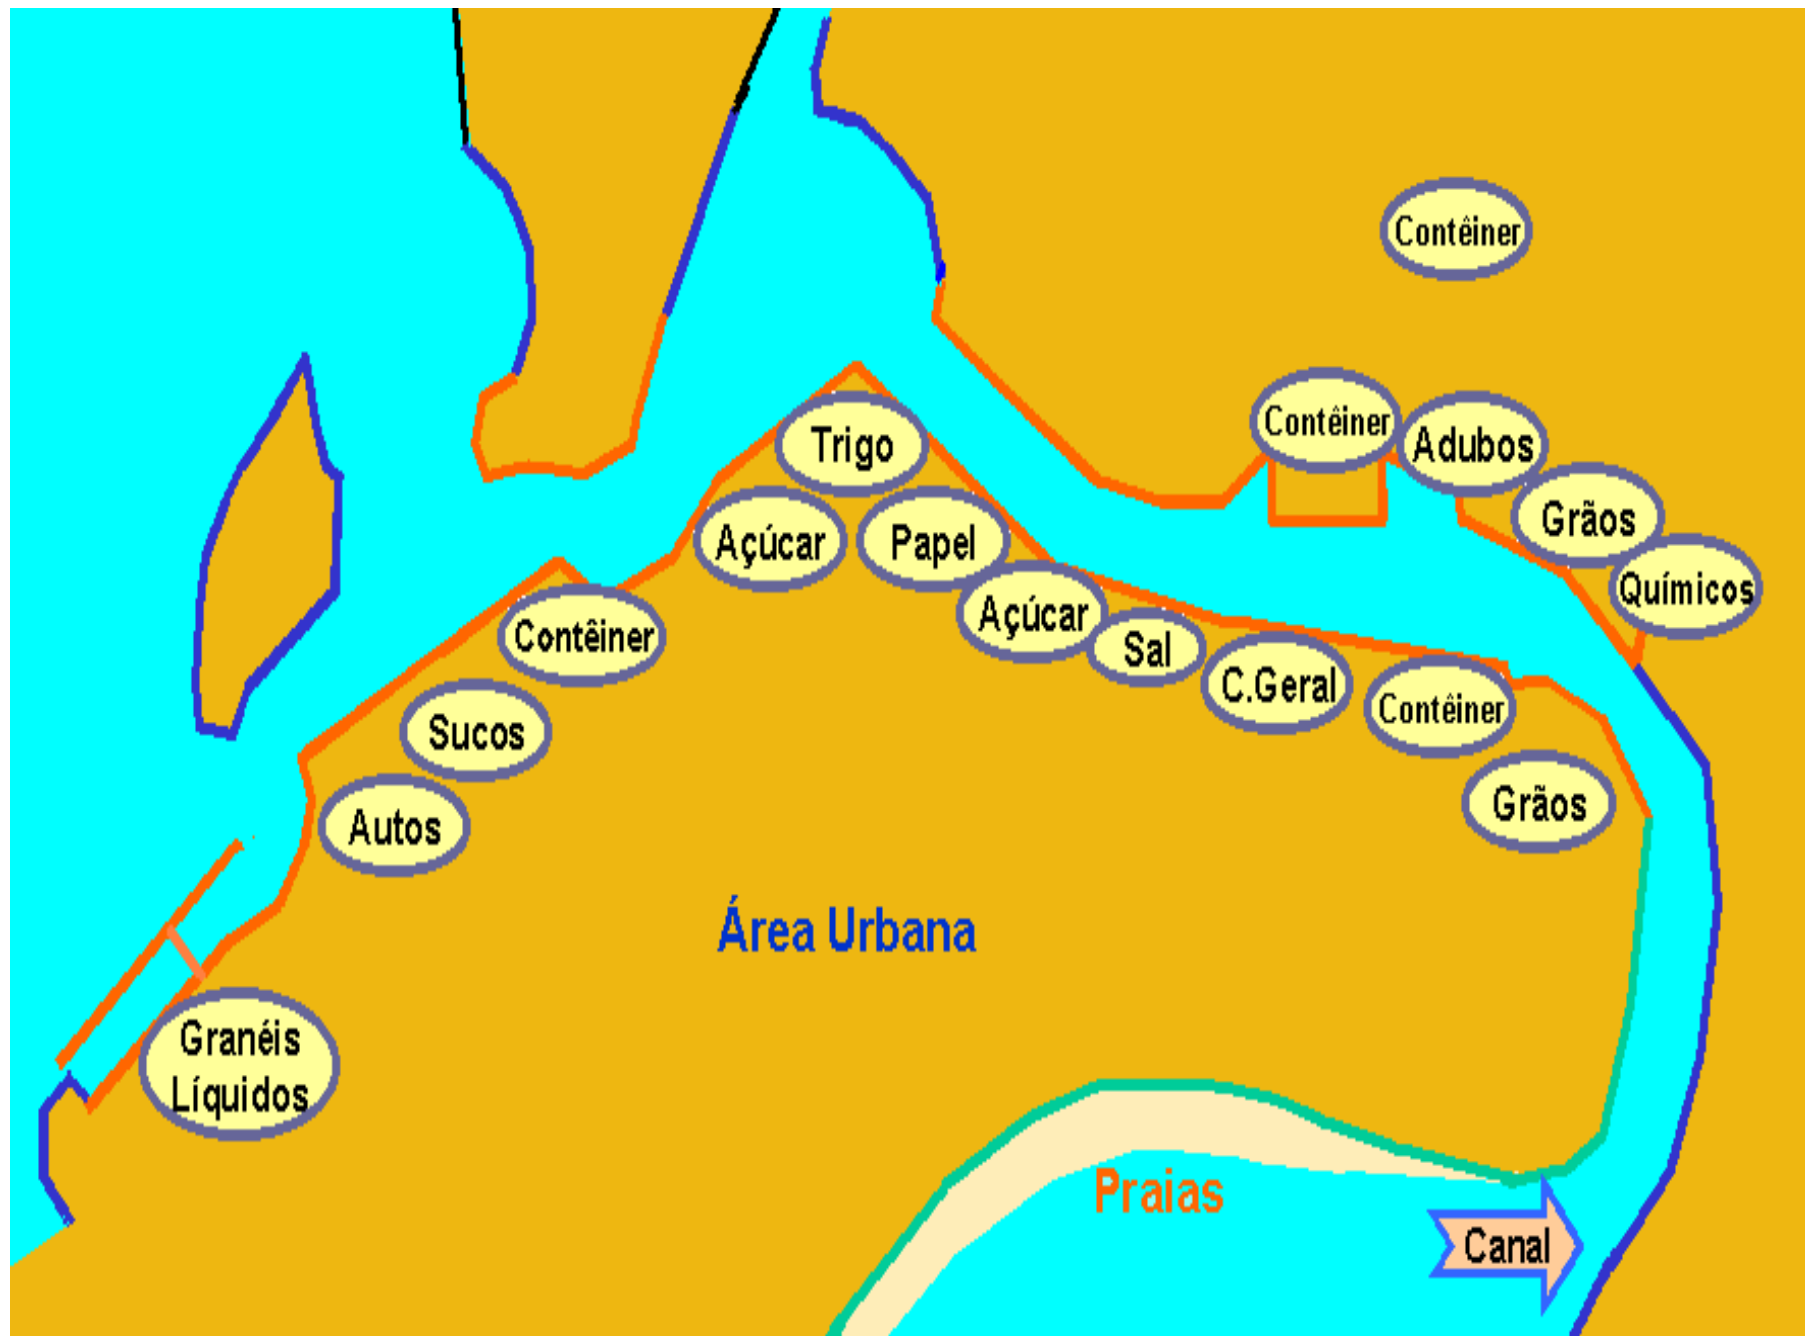 Contêiner
Contêiner
Adubos
Trigo
Grãos
Açúcar
Papel
Químicos
Açúcar
Contêiner
Sal
C.Geral
Contêiner
Sucos
Grãos
Autos
Área Urbana
Granéis
Líquidos
Praias
Canal